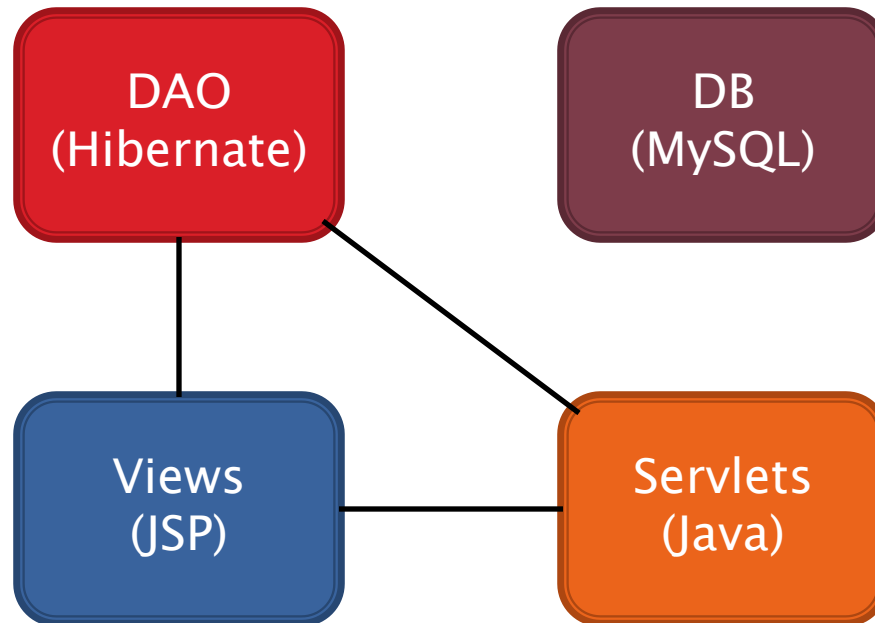 DAO
(Hibernate)
DB
(MySQL)
Views
(JSP)
Servlets
(Java)